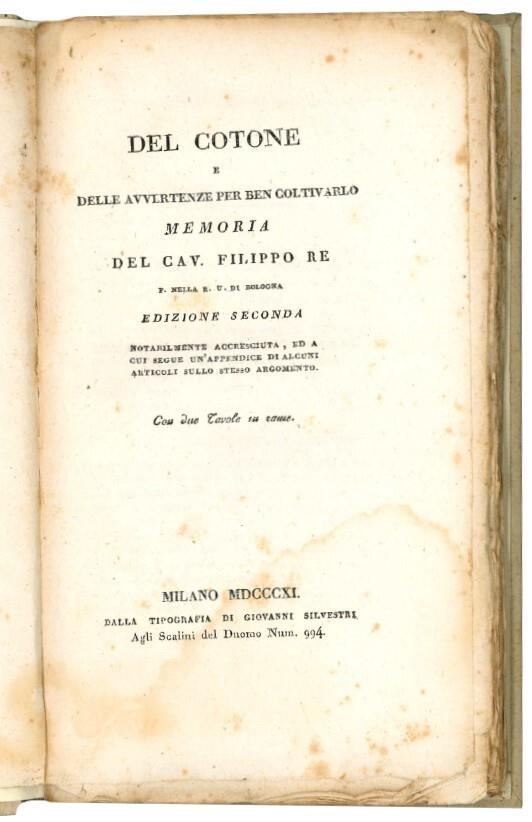 DEL COTONE
E
DELLE AVVERTENZE PER BEN COLTIVARLO
MEMORIA
DEL CAV. FILIPPO RE
P. NELLA R. U. DI BOLOGNA
EDIZIONE SECONDA
NOTABILMENTE ACCRESCIUTA, ED A
CUI SEGUE UN'APPENDICE DI ALCUNI
ARTICOLI SULLO STESSO ARGOMENTO.
Con due Tavole in rame.
MILANO MDCCCXI.
DALLA TIPOGRAFIA DI GIOVANNI SILVESTRI
Agli Scalini del Duomo Num. 994.